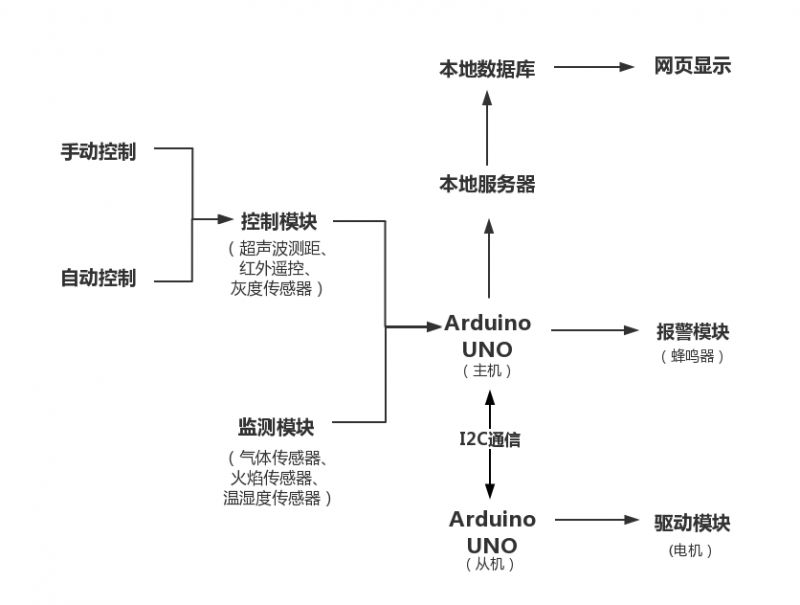 手动控制
自动控制
控制模块
（超声波测距、
红外遥控、
灰度传感器）
监测模块
（气体传感器、
火焰传感器、
温湿度传感器）
本地数据库
网页显示
本地服务器
Arduino
UNO
（主机）
报警模块
（蜂鸣器）
I2C通信
Arduino
UNO
（从机）
驱动模块
(电机）